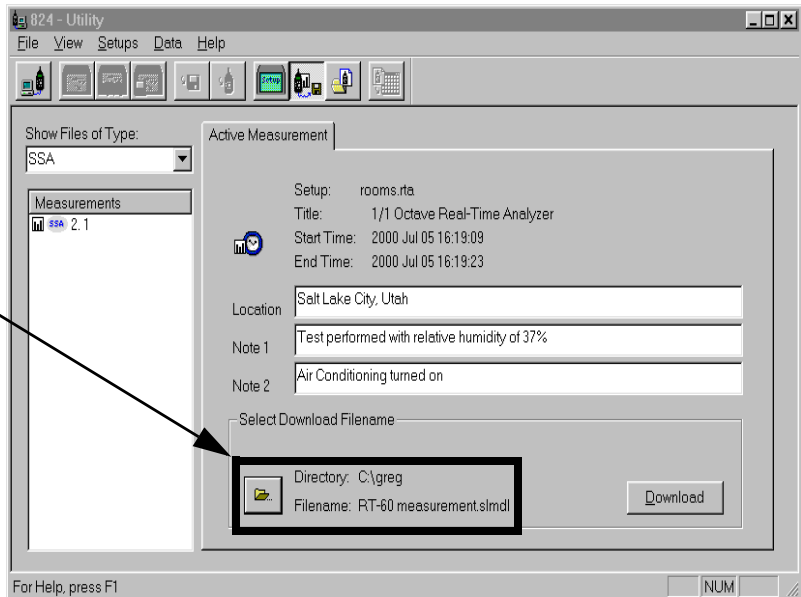 824 - Utility
File View Setups Data Help
Setup
Show Files of Type:
SSA
Measurements
SSA 2.1
Active Measurement
Setup: rooms.rta
Title: 1/1 Octave Real-Time Analyzer
Start Time: 2000 Jul 05 16:19:09
End Time: 2000 Jul 05 16:19:23
Location Salt Lake City, Utah
Note 1 Test performed with relative humidity of 37%
Note 2 Air Conditioning turned on
Select Download Filename
Directory: C:\greg
Filename: RT-60 measurement.slmdl
Download
For Help, press F1
NUM